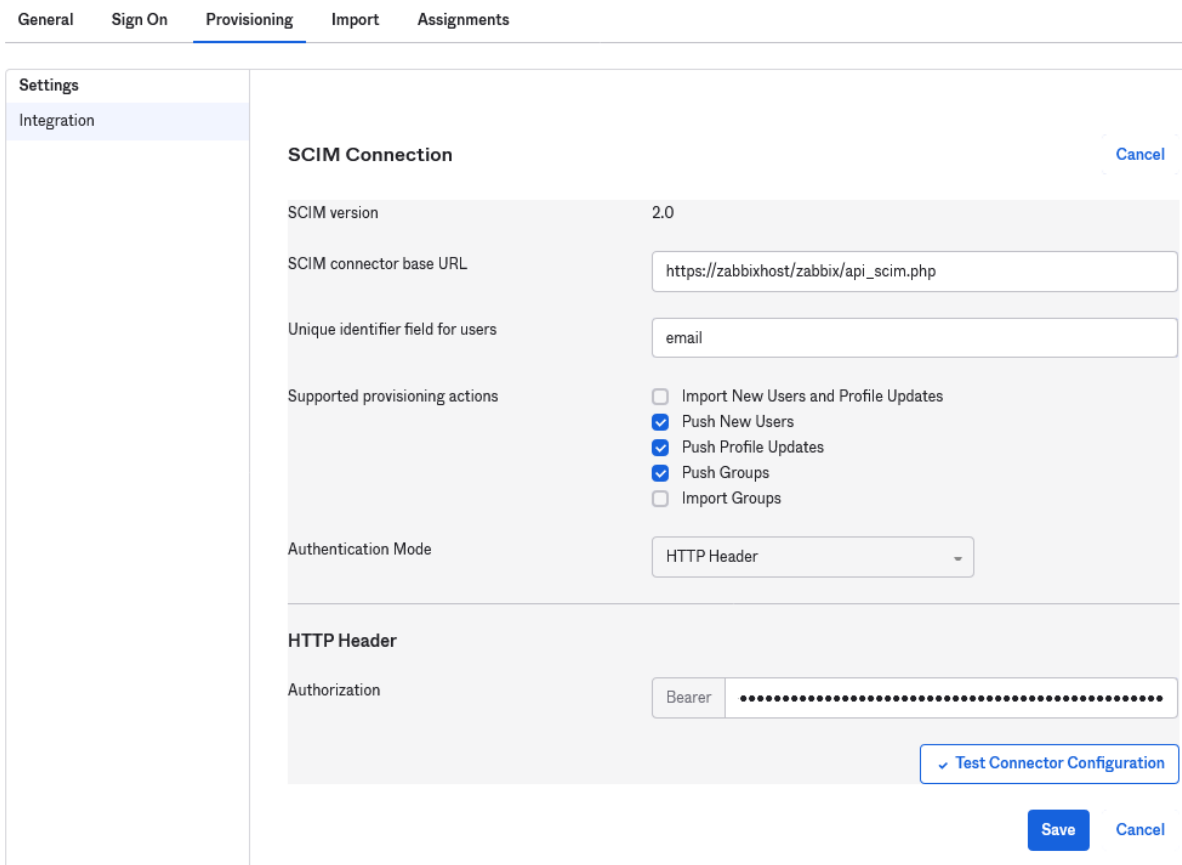 General Sign On Provisioning Import Assignments
Settings
Integration
SCIM Connection Cancel
SCIM version 2.0
SCIM connector base URL https://zabbixhost/zabbix/api_scim.php
Unique identifier field for users email
Supported provisioning actions Import New Users and Profile Updates
Push New Users
Push Profile Updates
Push Groups
Import Groups
Authentication Mode HTTP Header
HTTP Header
Authorization Bearer
Test Connector Configuration
Save Cancel